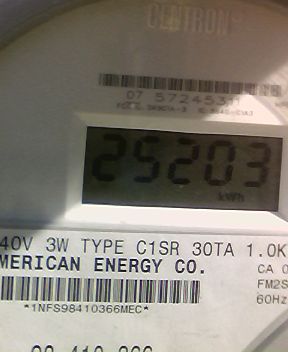 CENTRON®
07 572453
25203
kWh
40V 3W TYPE C1SR 30TA 1.0K
MERICAN ENERGY CO.
CA 0
FM2S
60Hz
*1NFS98410366MEC*